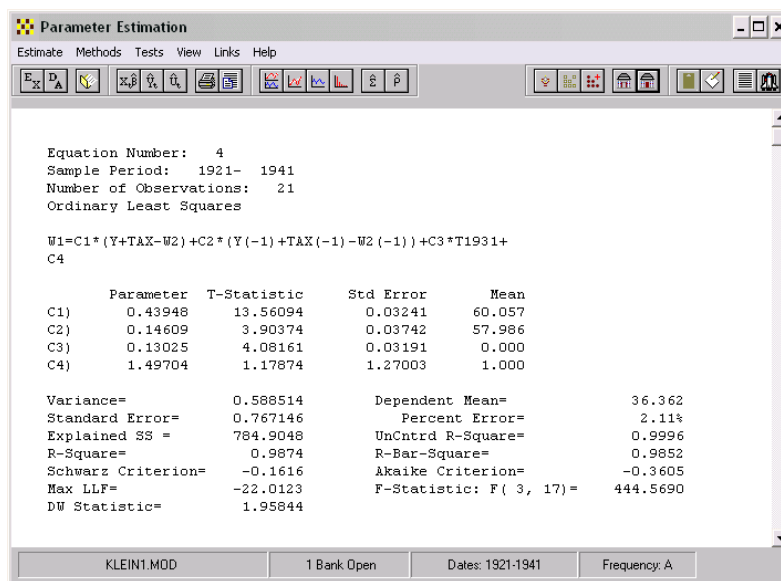 Parameter Estimation
Estimate Methods Tests View Links Help
Equation Number: 4
Sample Period: 1921- 1941
Number of Observations: 21
Ordinary Least Squares
W1=C1*(Y+TAX-W2)+C2*(Y(-1)+TAX(-1)-W2(-1))+C3*T1931+
C4
Parameter T-Statistic Std Error Mean
C1) 0.43948 13.56094 0.03241 60.057
C2) 0.14609 3.90374 0.03742 57.986
C3) 0.13025 4.08161 0.03191 0.000
C4) 1.49704 1.17874 1.27003 1.000
Variance= 0.588514 Dependent Mean= 36.362
Standard Error= 0.767146 Percent Error= 2.11%
Explained SS = 784.9048 UnCntrd R-Square= 0.9996
R-Square= 0.9874 R-Bar-Square= 0.9852
Schwarz Criterion= -0.1616 Akaike Criterion= -0.3605
Max LLF= -22.0123 F-Statistic: F( 3, 17)= 444.5690
DW Statistic= 1.95844
KLEIN1.MOD 1 Bank Open Dates: 1921-1941 Frequency: A